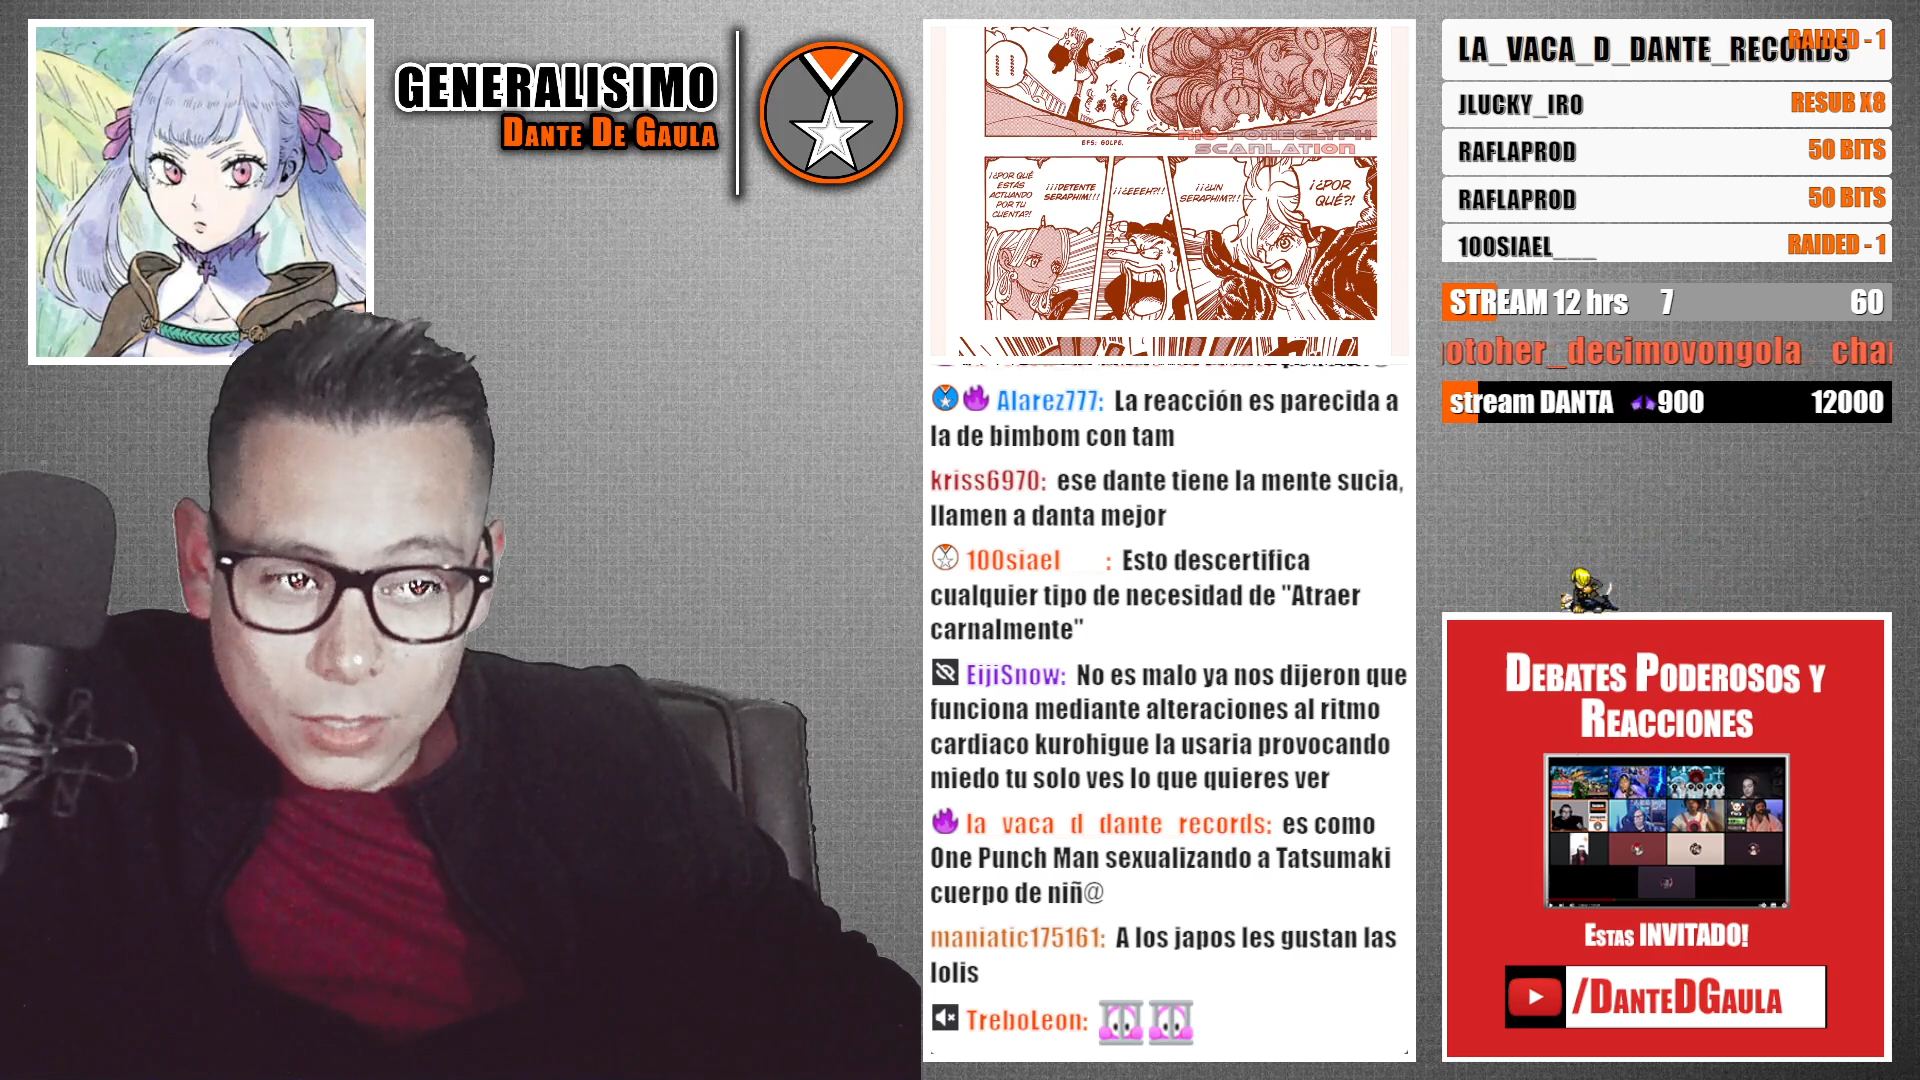 GENERALISIMO
DANTE DE GAULA
EFS: GOLPE.
SCANLATION
¡¿POR QUÉ
ESTÁS
ACTUANDO
POR TU
CUENTA?!
¡¡¡DETENTE
SERAPHIM!!!
¡¡¿EEEH?!!
¡¡¿UN
SERAPHIM?!!
¡¿POR
QUÉ?!
Alarez777: La reacción es parecida a
la de bimbom con tam
kriss6970: ese dante tiene la mente sucia,
llamen a danta mejor
100siael___: Esto descertifica
cualquier tipo de necesidad de "Atraer
carnalmente"
EijiSnow: No es malo ya nos dijeron que
funciona mediante alteraciones al ritmo
cardiaco kurohigue la usaria provocando
miedo tu solo ves lo que quieres ver
la_vaca_d_dante_records: es como
One Punch Man sexualizando a Tatsumaki
cuerpo de niñ@
maniatic175161: A los japos les gustan las
lolis
TreboLeon:
LA_VACA_D_DANTE_RECORDS RAIDED - 1
JLUCKY_IRO RESUB X8
RAFLAPROD 50 BITS
RAFLAPROD 50 BITS
100SIAEL___ RAIDED - 1
STREAM 12 hrs 7 60
otoher_decimovongola cha
stream DANTA 900 12000
DEBATES PODEROSOS Y
REACCIONES
ESTAS INVITADO!
/DANTEDGAULA